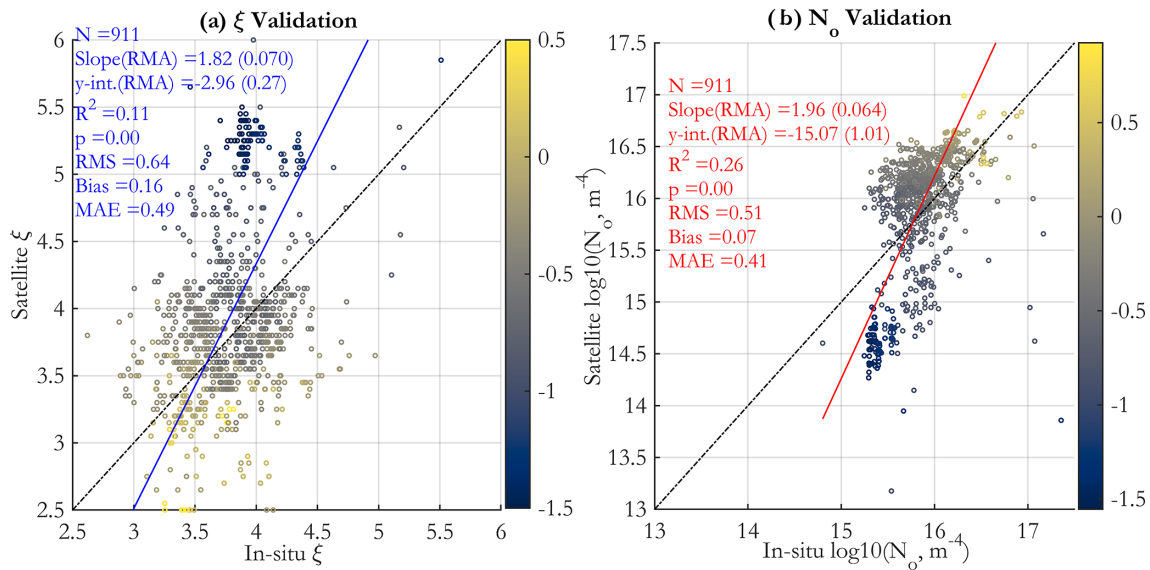 (a) ξ Validation
N =911
Slope(RMA) =1.82 (0.070)
y-int.(RMA) =-2.96 (0.27)
R2 =0.11
p =0.00
RMS =0.64
Bias =0.16
MAE =0.49
6
5.5
5
4.5
4
3.5
3
2.5
Satellite ξ
2.5
3
3.5
4
4.5
5
5.5
6
In-situ ξ
0.5
0
-0.5
-1
-1.5
(b) No Validation
N =911
Slope(RMA) =1.96 (0.064)
y-int.(RMA) =-15.07 (1.01)
R2 =0.26
p =0.00
RMS =0.51
Bias =0.07
MAE =0.41
17.5
17
16.5
16
15.5
15
14.5
14
13.5
13
Satellite log10(No, m-4)
13
14
15
16
17
In-situ log10(No, m-4)
0.5
0
-0.5
-1
-1.5